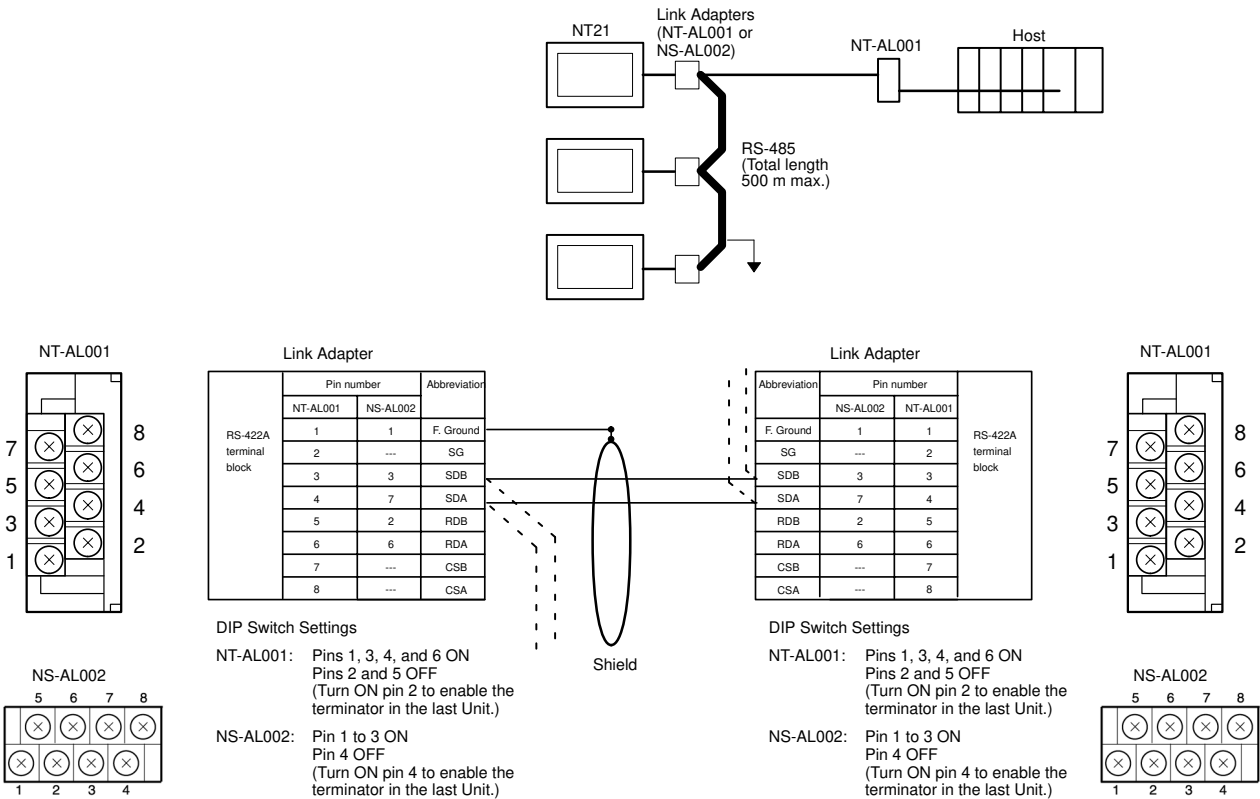 NT21
Link Adapters
(NT-AL001 or
NS-AL002)
NT-AL001
Host
RS-485
(Total length
500 m max.)
NT-AL001
7
5
3
1
8
6
4
2
Link Adapter
Pin number
Abbreviation
NT-AL001
NS-AL002
RS-422A
terminal
block
1 1 F. Ground
2 --- SG
3 3 SDB
4 7 SDA
5 2 RDB
6 6 RDA
7 --- CSB
8 --- CSA
Shield
Link Adapter
Abbreviation
Pin number
NS-AL002
NT-AL001
F. Ground 1 1
SG --- 2
SDB 3 3
SDA 7 4
RDB 2 5
RDA 6 6
CSB --- 7
CSA --- 8
RS-422A
terminal
block
NT-AL001
7
5
3
1
8
6
4
2
NS-AL002
5 6 7 8
1 2 3 4
DIP Switch Settings
NT-AL001: Pins 1, 3, 4, and 6 ON
Pins 2 and 5 OFF
(Turn ON pin 2 to enable the
terminator in the last Unit.)
NS-AL002: Pin 1 to 3 ON
Pin 4 OFF
(Turn ON pin 4 to enable the
terminator in the last Unit.)
DIP Switch Settings
NT-AL001: Pins 1, 3, 4, and 6 ON
Pins 2 and 5 OFF
(Turn ON pin 2 to enable the
terminator in the last Unit.)
NS-AL002: Pin 1 to 3 ON
Pin 4 OFF
(Turn ON pin 4 to enable the
terminator in the last Unit.)
NS-AL002
5 6 7 8
1 2 3 4